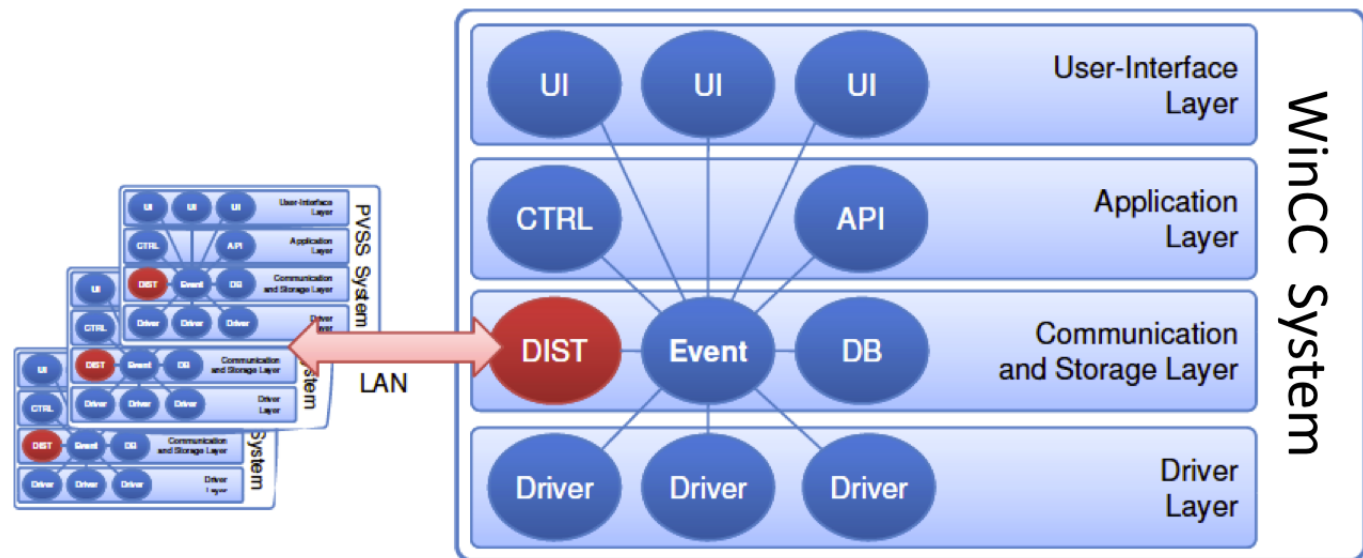 UI
UI
UI
User-Interface
Layer
CTRL
API
Application
Layer
DIST
Event
DB
Communication
and Storage Layer
Driver
Driver
Driver
Driver
Layer
WinCC System
LAN
UI
UI
UI
User-Interface
Layer
CTRL
API
Application
Layer
DIST
Event
DB
Communication
and Storage Layer
Driver
Driver
Driver
Driver
Layer
PVSS System
UI
CTRL
DIST
Event
DB
Communication
and Storage Layer
Driver
Driver
Driver
Driver
Layer
System
UI
CTRL
DIST
Event
DB
Communication
and Storage Layer
Driver
Driver
Driver
Driver
Layer
System